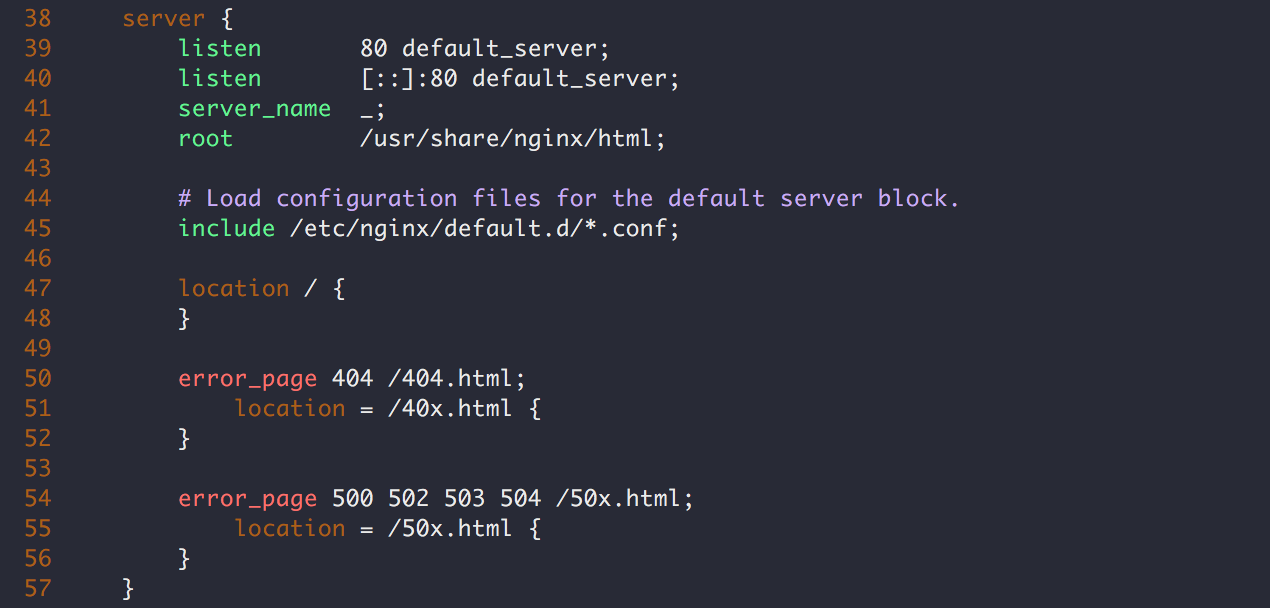 38     server {
39         listen       80 default_server;
40         listen       [::]:80 default_server;
41         server_name  _;
42         root         /usr/share/nginx/html;
43
44         # Load configuration files for the default server block.
45         include /etc/nginx/default.d/*.conf;
46
47         location / {
48         }
49
50         error_page 404 /404.html;
51             location = /40x.html {
52         }
53
54         error_page 500 502 503 504 /50x.html;
55             location = /50x.html {
56         }
57     }